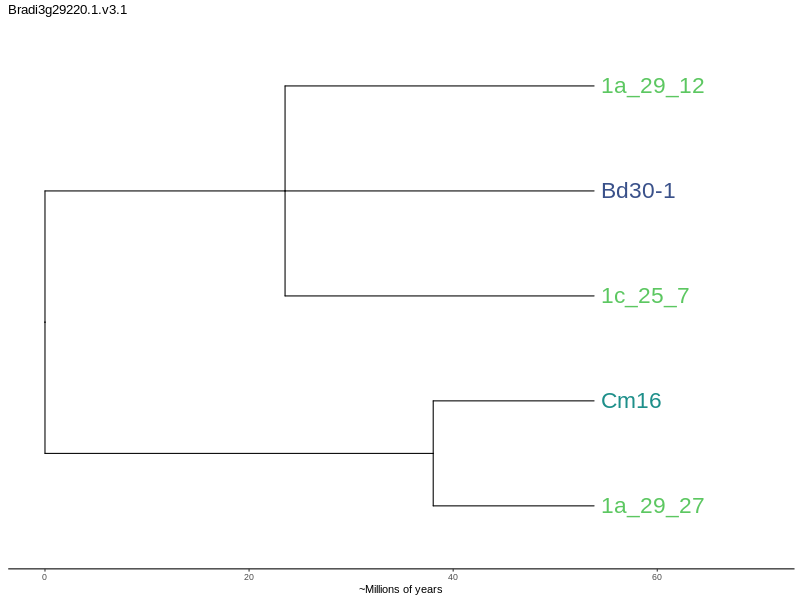 Bradi3g29220.1.v3.1
1a_29_12
Bd30-1
1c_25_7
Cm16
1a_29_27
0 20 40 60
~Millions of years